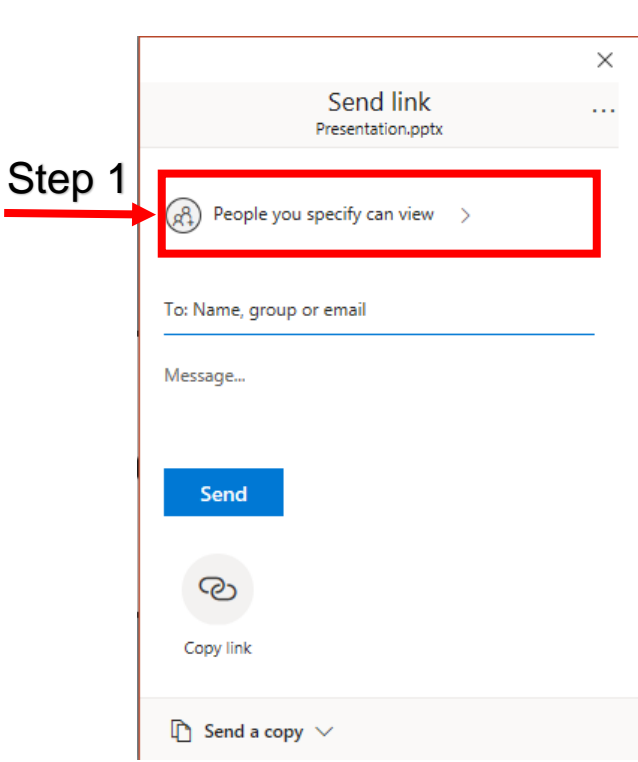 Send link
...
Presentation.pptx
Step 1
People you specify can view
To: Name, group or email
Message...
Send
Copy link
Send a copy